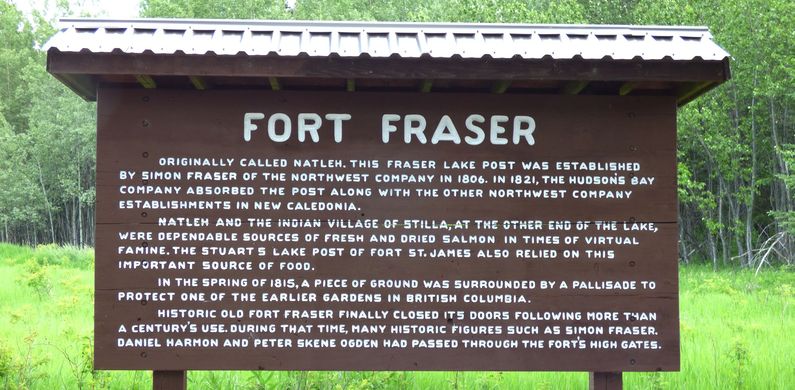 FORT FRASER
ORIGINALLY CALLED NATLEH. THIS FRASER LAKE POST WAS ESTABLISHED
BY SIMON FRASER OF THE NORTHWEST COMPANY IN 1806. IN 1821, THE HUDSON'S BAY
COMPANY ABSORBED THE POST ALONG WITH THE OTHER NORTHWEST COMPANY
ESTABLISHMENTS IN NEW CALEDONIA.
NATLEH AND THE INDIAN VILLAGE OF STILLA, AT THE OTHER END OF THE LAKE,
WERE DEPENDABLE SOURCES OF FRESH AND DRIED SALMON IN TIMES OF VIRTUAL
FAMINE. THE STUART'S LAKE POST OF FORT ST. JAMES ALSO RELIED ON THIS
IMPORTANT SOURCE OF FOOD.
IN THE SPRING OF 1815, A PIECE OF GROUND WAS SURROUNDED BY A PALLISADE TO
PROTECT ONE OF THE EARLIER GARDENS IN BRITISH COLUMBIA.
HISTORIC OLD FORT FRASER FINALLY CLOSED ITS DOORS FOLLOWING MORE THAN
A CENTURY'S USE. DURING THAT TIME, MANY HISTORIC FIGURES SUCH AS SIMON FRASER.
DANIEL HARMON AND PETER SKENE OGDEN HAD PASSED THROUGH THE FORT'S HIGH GATES.